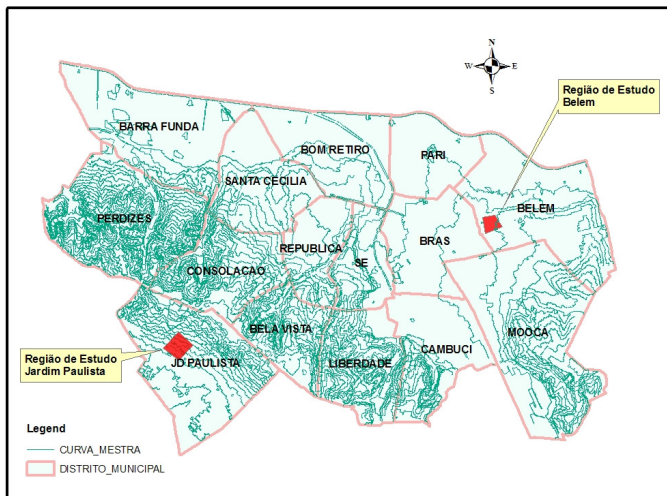 N
W E
S
Região de Estudo
Belem
BARRA FUNDA
BOM RETIRO
PARI
SANTA CECILIA
PERDIZES
BELEM
REPUBLICA
BRAS
SE
CONSOLACAO
BELA VISTA
MOOCA
CAMBUCI
LIBERDADE
JD PAULISTA
Região de Estudo
Jardim Paulista
Legend
CURVA_MESTRA
DISTRITO_MUNICIPAL